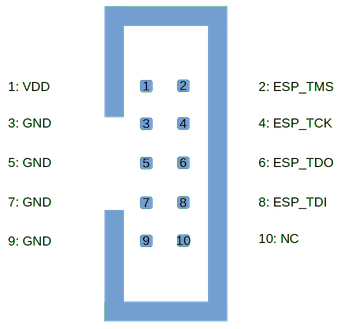 1: VDD 1 2 2: ESP_TMS
3: GND 3 4 4: ESP_TCK
5: GND 5 6 6: ESP_TDO
7: GND 7 8 8: ESP_TDI
9: GND 9 10 10: NC